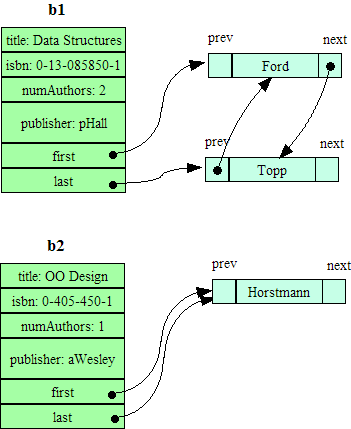 b1
title: Data Structures
isbn: 0-13-085850-1
numAuthors: 2
publisher: pHall
first
last
prev
next
Ford
prev
next
Topp
b2
title: OO Design
isbn: 0-405-450-1
numAuthors: 1
publisher: aWesley
first
last
prev
next
Horstmann